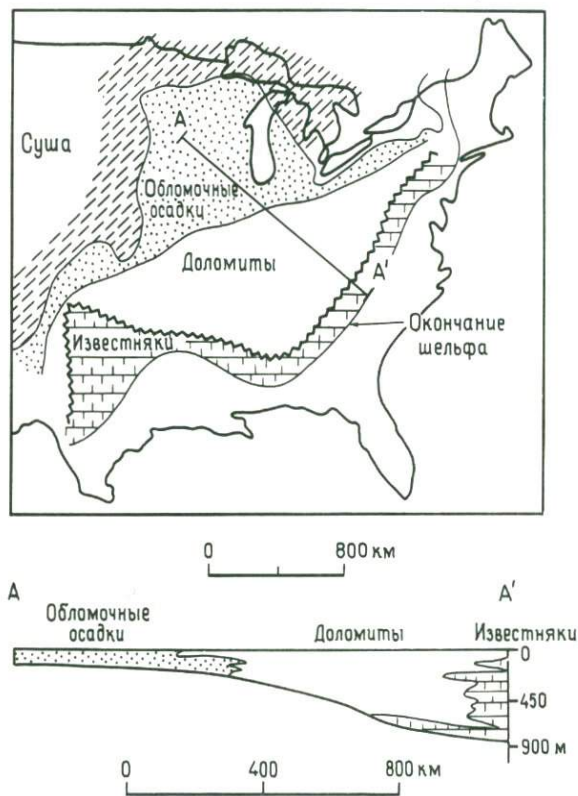 Суша
А
Обломочные
осадки
Доломиты
А'
Известняки
Окончание
шельфа
0 800 км
А А'
Обломочные
осадки
Доломиты
Известняки
0
450
900 м
0 400 800 км